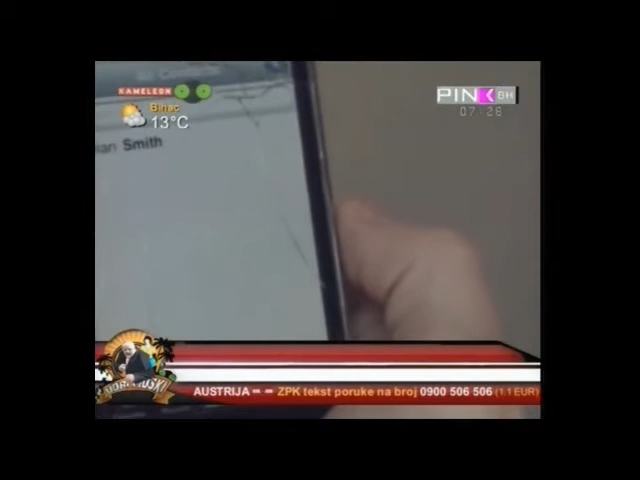 KAMELEON
PINK BH
Bihać
07:28
13°C
Smith
AUSTRIJA
ZPK tekst poruke na broj 0900 506 506 (1.1 EUR)